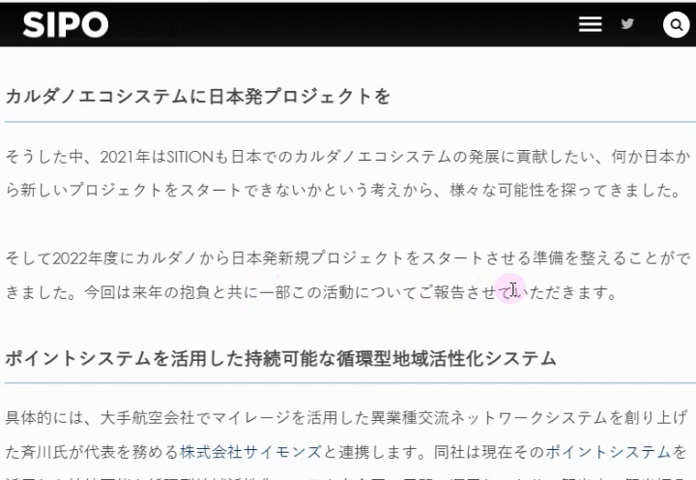 SIPO
カルダノエコシステムに日本発プロジェクトを
そうした中、2021年はSITIONも日本でのカルダノエコシステムの発展に貢献したい、何か日本か
ら新しいプロジェクトをスタートできないかという考えから、様々な可能性を探ってきました。
そして2022年度にカルダノから日本発新規プロジェクトをスタートさせる準備を整えることがで
きました。今回は来年の抱負と共に一部この活動についてご報告させていただきます。
ポイントシステムを活用した持続可能な循環型地域活性化システム
具体的には、大手航空会社でマイレージを活用した異業種交流ネットワークシステムを創り上げ
た斉川氏が代表を務める株式会社サイモンズと連携します。同社は現在そのポイントシステムを